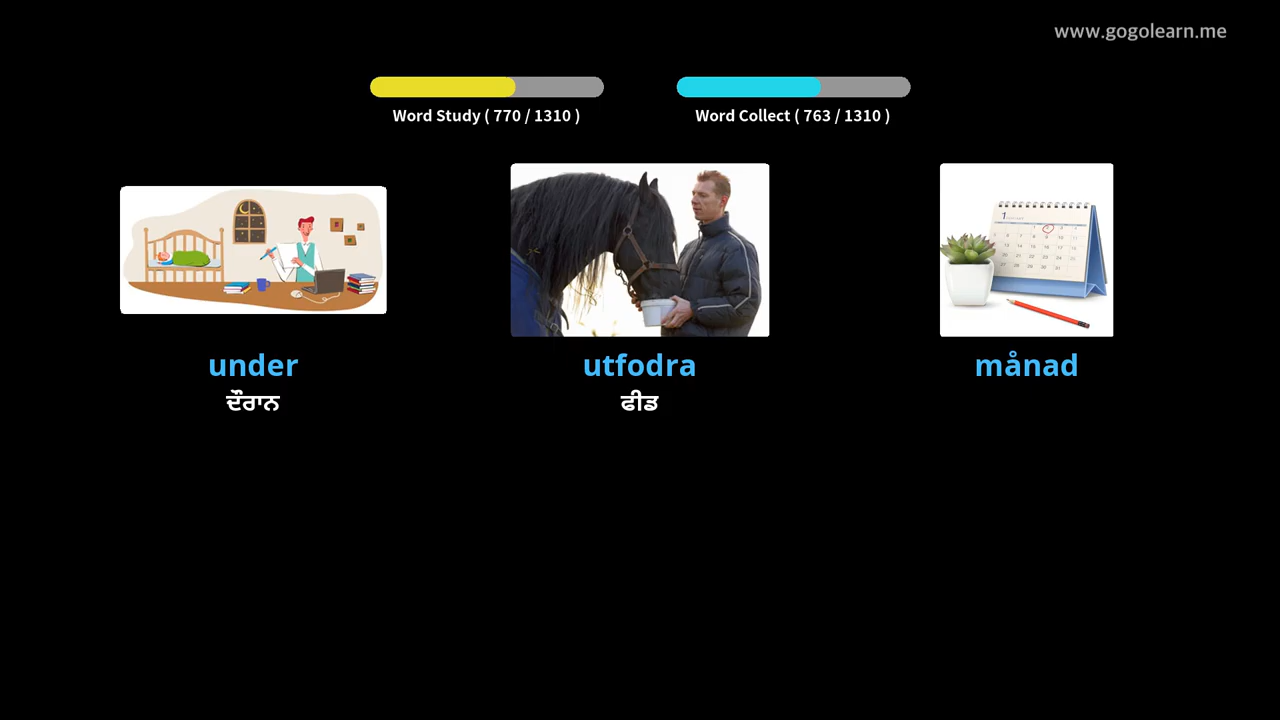 www.gogolearn.me
Word Study ( 770 / 1310 )
Word Collect ( 763 / 1310 )
under
utfodra
månad
ਦੌਰਾਨ
ਫੀਡ